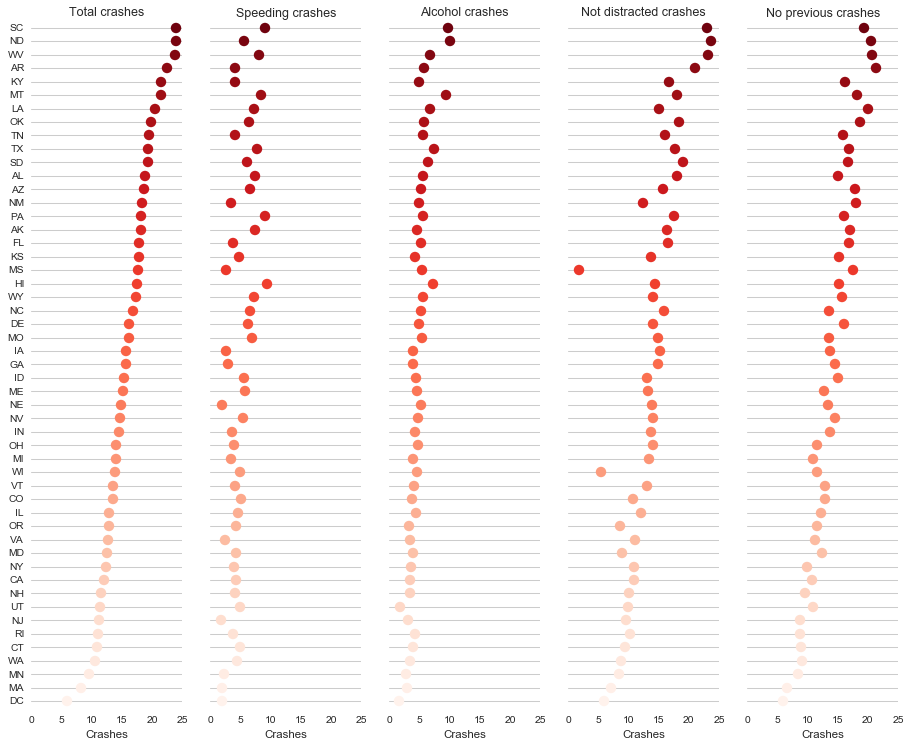 Total crashes
Speeding crashes
Alcohol crashes
Not distracted crashes
No previous crashes
SC
ND
WV
AR
KY
MT
LA
OK
TN
TX
SD
AL
AZ
NM
PA
AK
FL
KS
MS
HI
WY
NC
DE
MO
IA
GA
ID
ME
NE
NV
IN
OH
MI
WI
VT
CO
IL
OR
VA
MD
NY
CA
NH
UT
NJ
RI
CT
WA
MN
MA
DC
0 5 10 15 20 25
0 5 10 15 20 25
0 5 10 15 20 25
0 5 10 15 20 25
0 5 10 15 20 25
Crashes
Crashes
Crashes
Crashes
Crashes